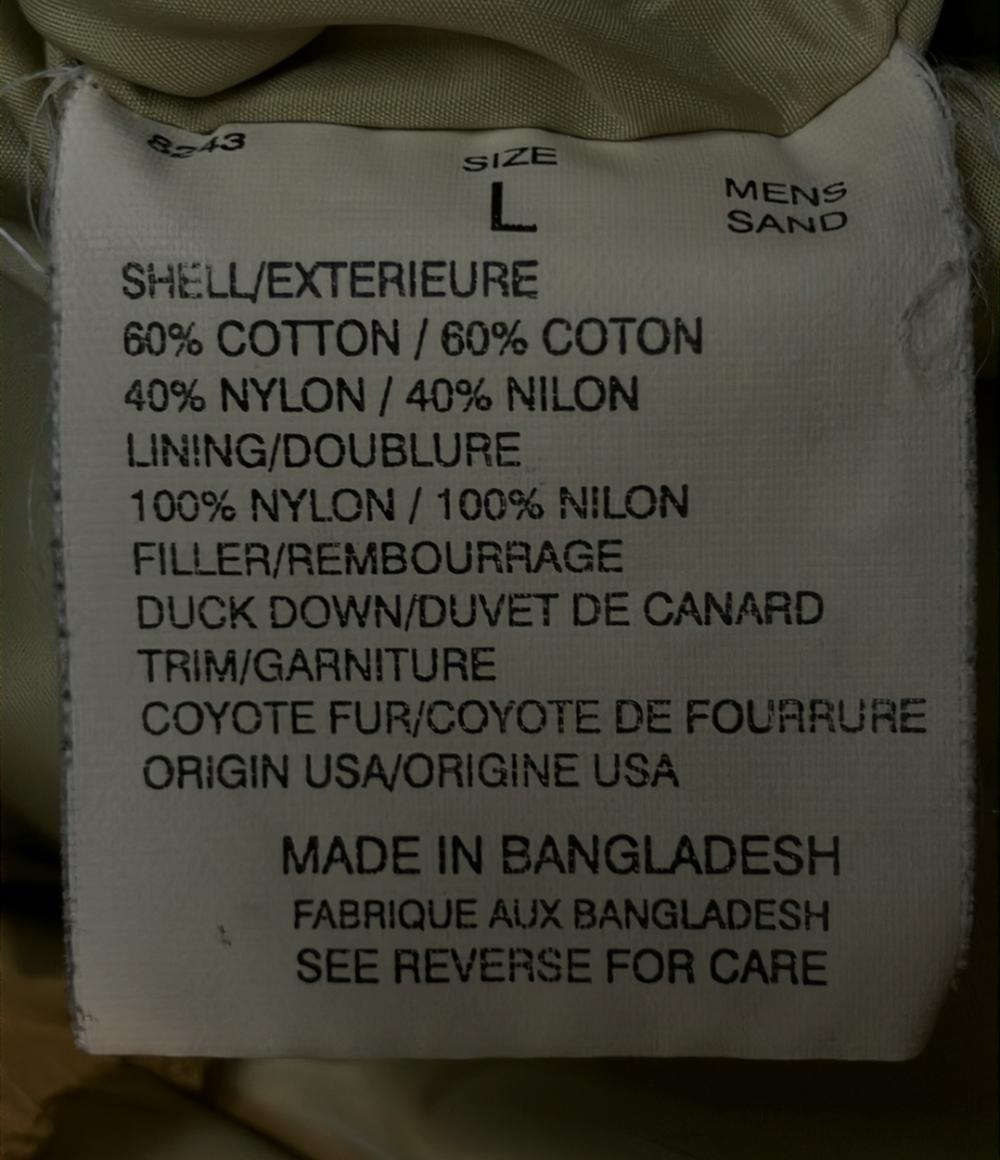 8243
SIZE
L
MENS
SAND
SHELL/EXTERIEURE
60% COTTON / 60% COTON
40% NYLON / 40% NILON
LINING/DOUBLURE
100% NYLON / 100% NILON
FILLER/REMBOURRAGE
DUCK DOWN/DUVET DE CANARD
TRIM/GARNITURE
COYOTE FUR/COYOTE DE FOURRURE
ORIGIN USA/ORIGINE USA
MADE IN BANGLADESH
FABRIQUE AUX BANGLADESH
SEE REVERSE FOR CARE